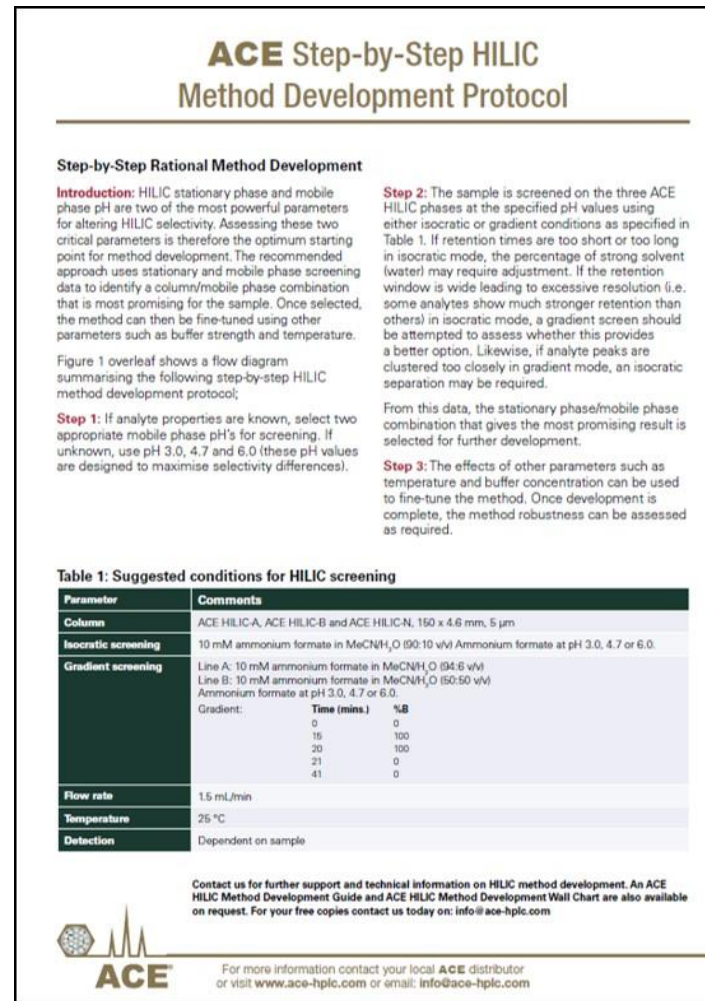 ACE Step-by-Step HILIC
Method Development Protocol
Step-by-Step Rational Method Development
Introduction: HILIC stationary phase and mobile
phase pH are two of the most powerful parameters
for altering HILIC selectivity. Assessing these two
critical parameters is therefore the optimum starting
point for method development. The recommended
approach uses stationary and mobile phase screening
data to identify a column/mobile phase combination
that is most promising for the sample. Once selected,
the method can then be fine-tuned using other
parameters such as buffer strength and temperature.
Figure 1 overleaf shows a flow diagram
summarising the following step-by-step HILIC
method development protocol;
Step 1: If analyte properties are known, select two
appropriate mobile phase pH's for screening. If
unknown, use pH 3.0, 4.7 and 6.0 (these pH values
are designed to maximise selectivity differences).
Step 2: The sample is screened on the three ACE
HILIC phases at the specified pH values using
either isocratic or gradient conditions as specified in
Table 1. If retention times are too short or too long
in isocratic mode, the percentage of strong solvent
(water) may require adjustment. If the retention
window is wide leading to excessive resolution (i.e.
some analytes show much stronger retention than
others) in isocratic mode, a gradient screen should
be attempted to assess whether this provides
a better option. Likewise, if analyte peaks are
clustered too closely in gradient mode, an isocratic
separation may be required.
From this data, the stationary phase/mobile phase
combination that gives the most promising result is
selected for further development.
Step 3: The effects of other parameters such as
temperature and buffer concentration can be used
to fine-tune the method. Once development is
complete, the method robustness can be assessed
as required.
Table 1: Suggested conditions for HILIC screening
Parameter Comments
Column ACE HILIC-A, ACE HILIC-B and ACE HILIC-N, 150 x 4.6 mm, 5 µm
Isocratic screening 10 mM ammonium formate in MeCN/H₂O (90:10 v/v) Ammonium formate at pH 3.0, 4.7 or 6.0.
Gradient screening Line A: 10 mM ammonium formate in MeCN/H₂O (94:6 v/v)
Line B: 10 mM ammonium formate in MeCN/H₂O (50:50 v/v)
Ammonium formate at pH 3.0, 4.7 or 6.0.
Gradient: Time (mins.) %B
0 0
15 100
20 100
21 0
41 0
Flow rate 1.5 mL/min
Temperature 25 °C
Detection Dependent on sample
Contact us for further support and technical information on HILIC method development. An ACE
HILIC Method Development Guide and ACE HILIC Method Development Wall Chart are also available
on request. For your free copies contact us today on: info@ace-hplc.com
ACE
For more information contact your local ACE distributor
or visit www.ace-hplc.com or email: info@ace-hplc.com